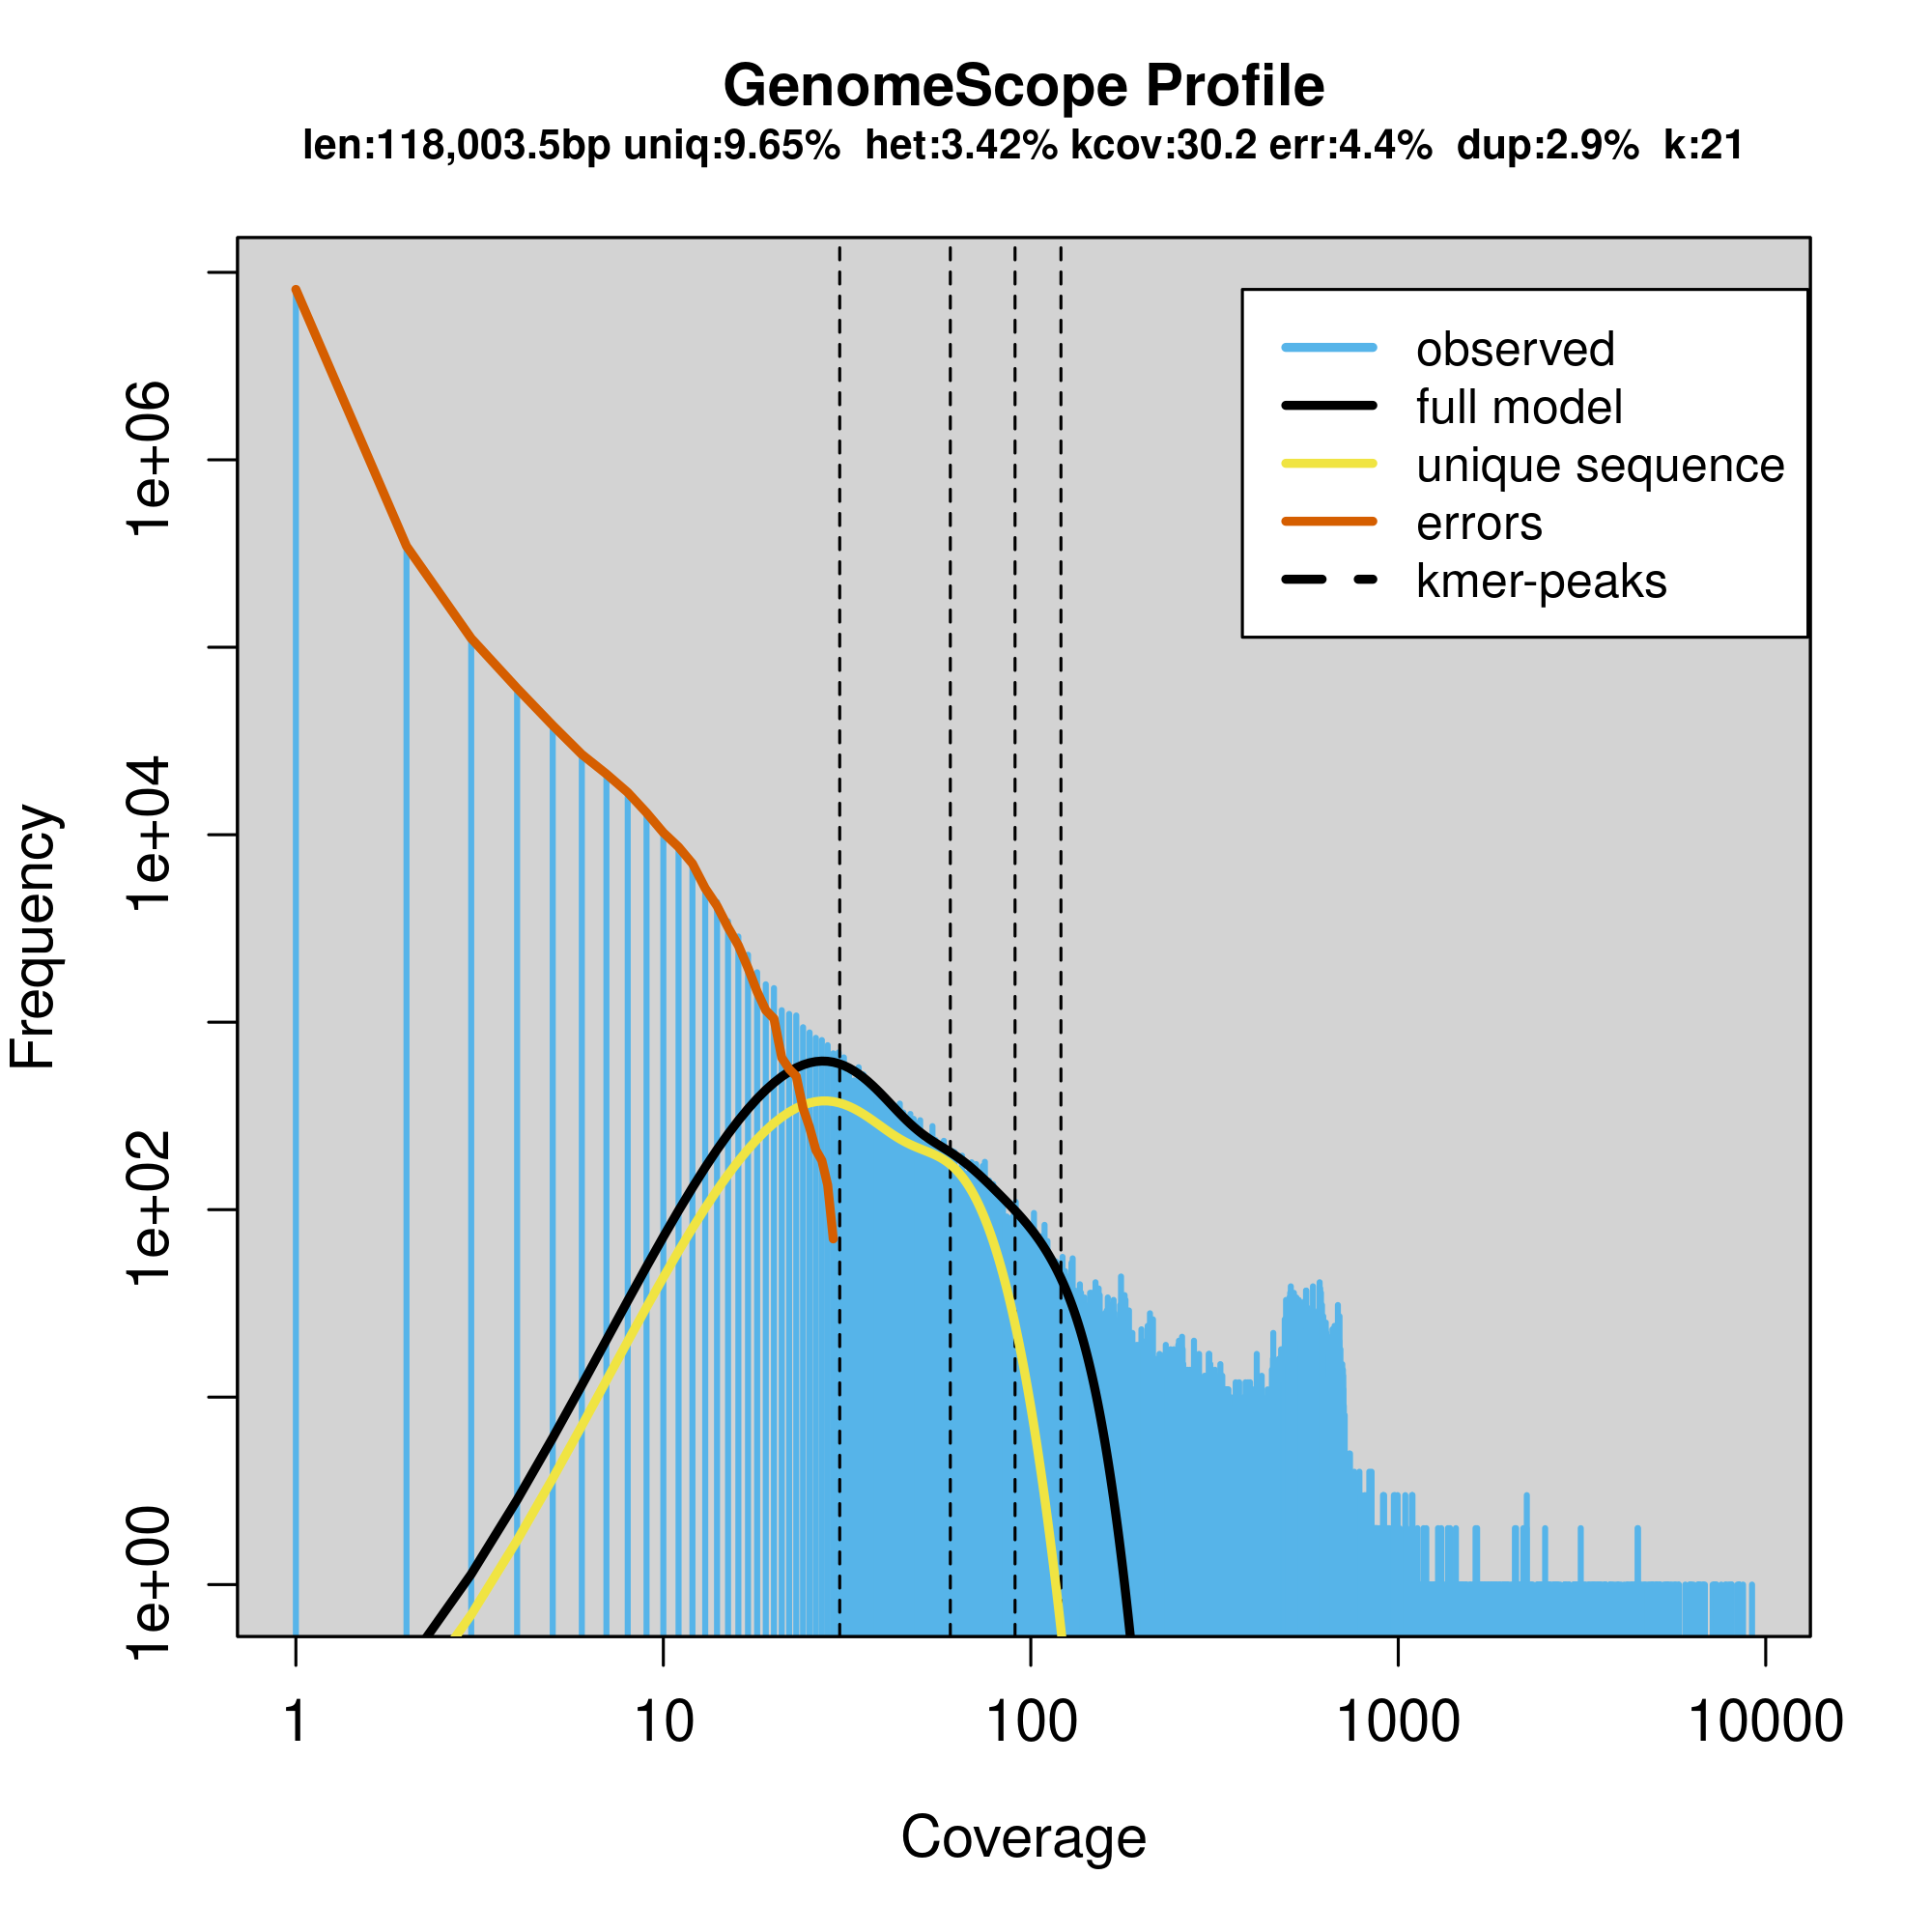 GenomeScope Profile
len:118,003.5bp uniq:9.65% het:3.42% kcov:30.2 err:4.4% dup:2.9% k:21
observed
full model
unique sequence
errors
kmer-peaks
Frequency
1e+06
1e+04
1e+02
1e+00
1 10 100 1000 10000
Coverage